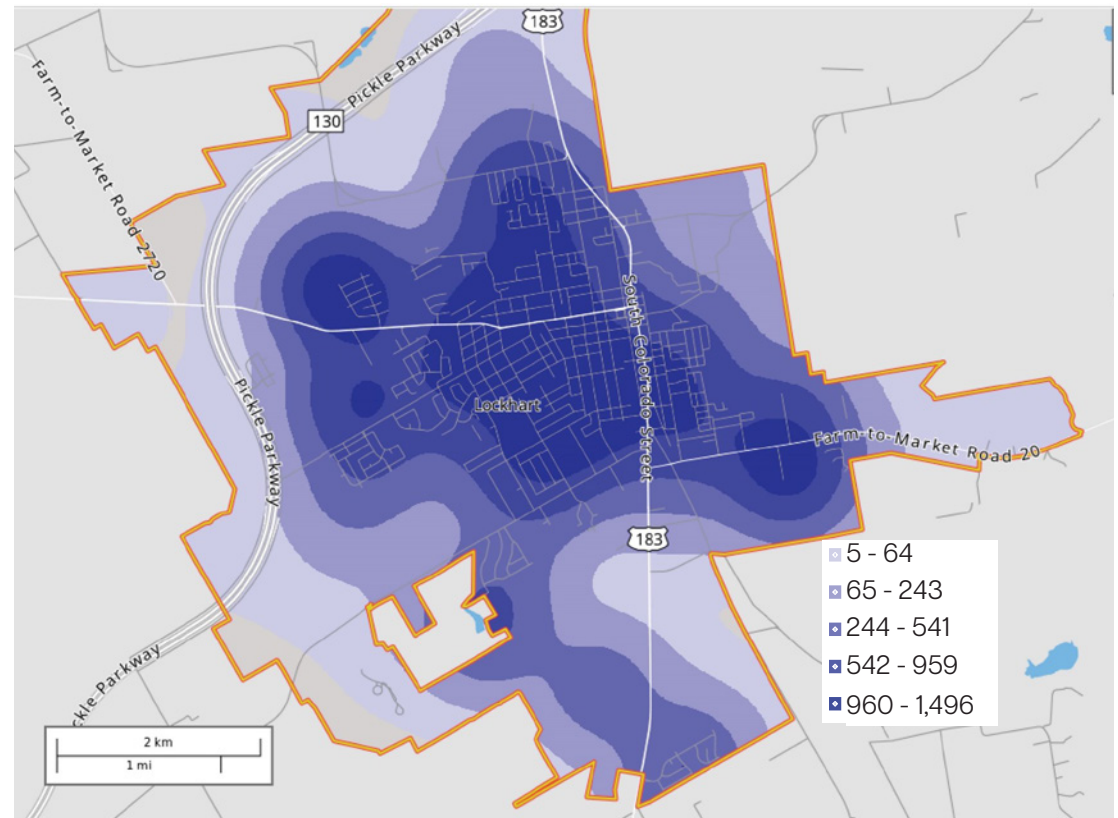 183
Pickle Parkway
130
Farm-to-Market Road 2720
South Colorado Street
Pickle Parkway
Lockhart
Farm-to-Market Road 20
183
5 - 64
65 - 243
244 - 541
542 - 959
960 - 1,496
ckle Parkway
2 km
1 mi